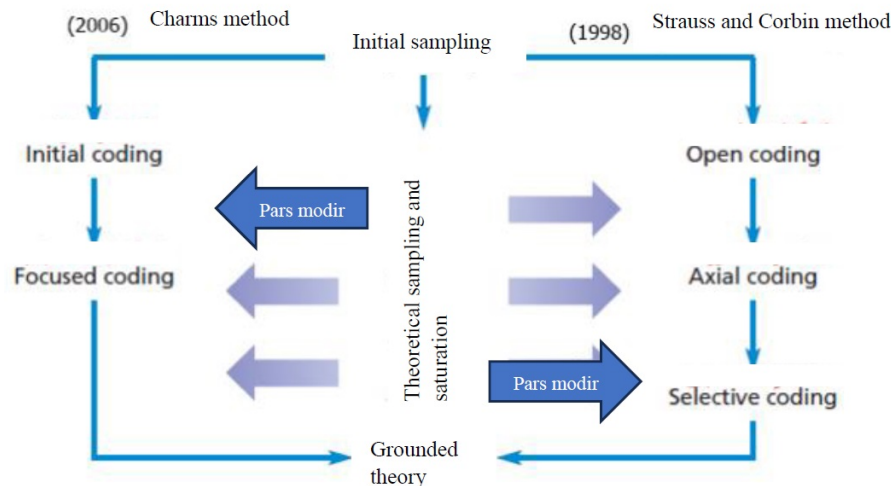 (2006) Charms method
Initial sampling
(1998) Strauss and Corbin method
Initial coding
Open coding
Pars modir
Theoretical sampling and
saturation
Focused coding
Axial coding
Pars modir
Selective coding
Grounded
theory